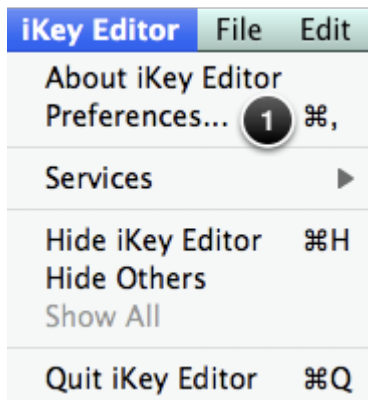 iKey Editor File Edit
About iKey Editor
Preferences... 1 ⌘,
Services ▶
Hide iKey Editor ⌘H
Hide Others
Show All
Quit iKey Editor ⌘Q